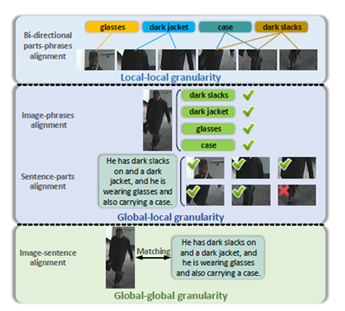 glasses dark jacket case dark slacks
Bi-directional
parts-phrases
alignment
Local-local granularity
Image-phrases
alignment
dark slacks
dark jacket
glasses
case
Sentence-parts
alignment
He has dark slacks
on and a dark
jacket, and he is
wearing glasses and
also carrying a case.
Global-local granularity
Image-sentence
alignment
Matching
He has dark slacks on
and a dark jacket, and
he is wearing glasses
and also carrying a case.
Global-global granularity